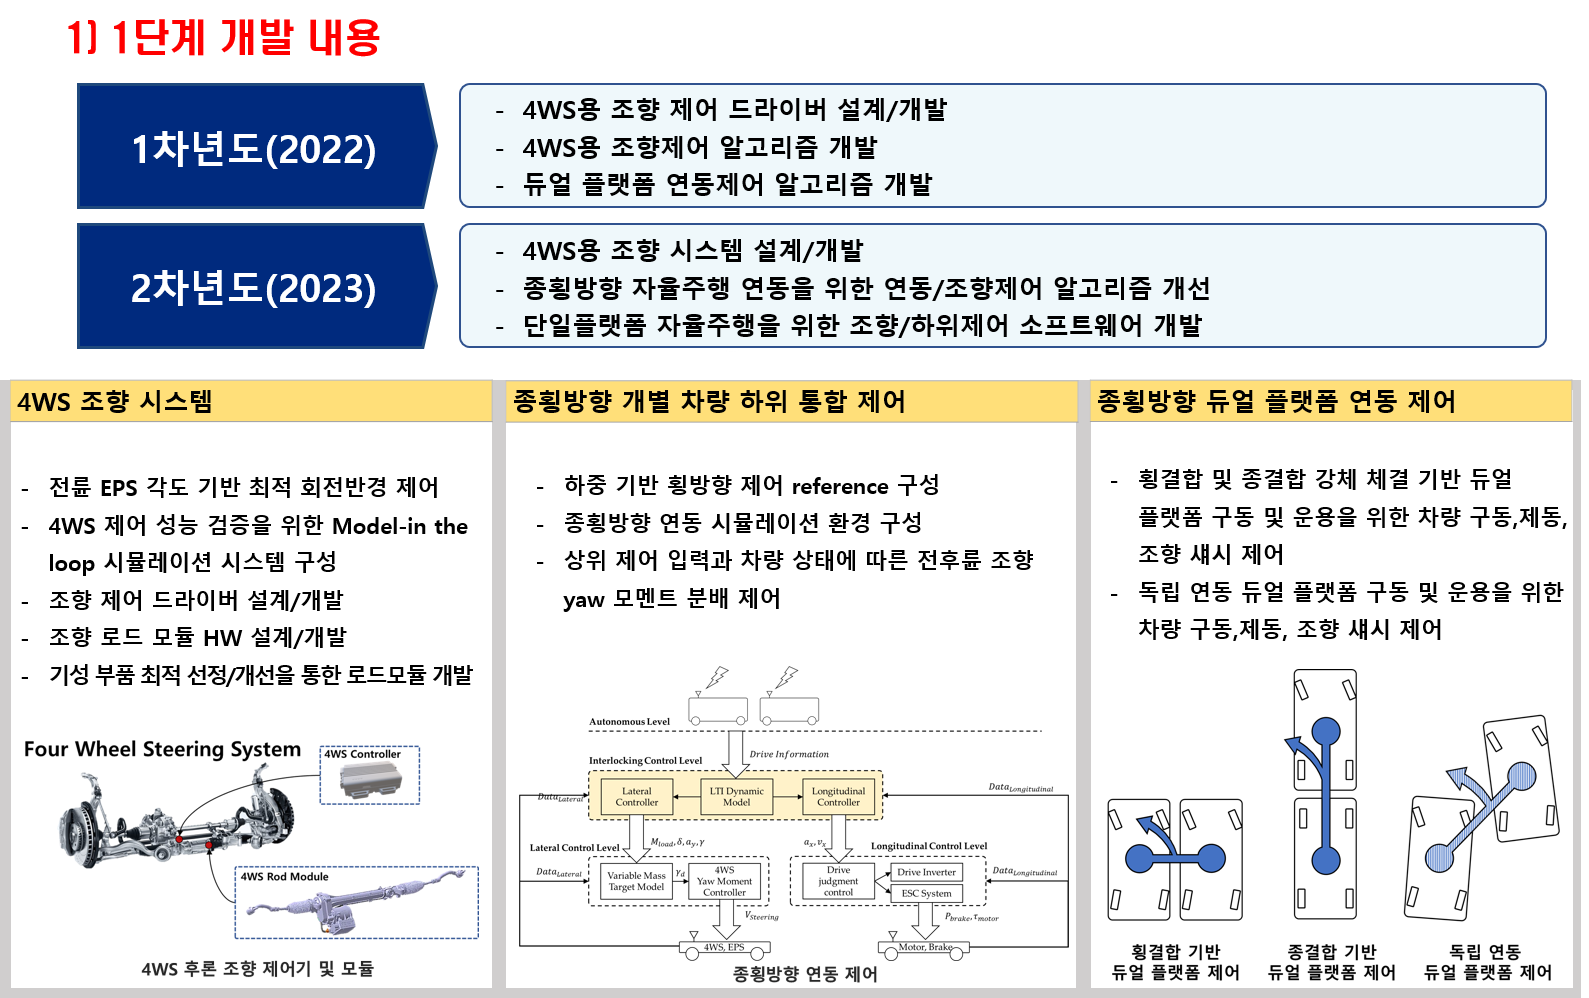 1) 1단계 개발 내용
1차년도(2022)
- 4WS용 조향 제어 드라이버 설계/개발
- 4WS용 조향제어 알고리즘 개발
- 듀얼 플랫폼 연동제어 알고리즘 개발
2차년도(2023)
- 4WS용 조향 시스템 설계/개발
- 종횡방향 자율주행 연동을 위한 연동/조향제어 알고리즘 개선
- 단일플랫폼 자율주행을 위한 조향/하위제어 소프트웨어 개발
4WS 조향 시스템
- 전륜 EPS 각도 기반 최적 회전반경 제어
- 4WS 제어 성능 검증을 위한 Model-in the
loop 시뮬레이션 시스템 구성
- 조향 제어 드라이버 설계/개발
- 조향 로드 모듈 HW 설계/개발
- 기성 부품 최적 선정/개선을 통한 로드모듈 개발
Four Wheel Steering System
4WS Controller
4WS Rod Module
4WS 후론 조향 제어기 및 모듈
종횡방향 개별 차량 하위 통합 제어
- 하중 기반 횡방향 제어 reference 구성
- 종횡방향 연동 시뮬레이션 환경 구성
- 상위 제어 입력과 차량 상태에 따른 전후륜 조향
yaw 모멘트 분배 제어
Autonomous Level
Drive Information
Interlocking Control Level
Lateral
Controller
LTI Dynamic
Model
Longitudinal
Controller
Data Lateral
Data Longitudinal
M load, δ, a y, γ
a x, v x
Lateral Control Level
Longitudinal Control Level
Data Lateral
Variable Mass
Target Model
γ d
4WS
Yaw Moment
Controller
Drive
judgment
control
Drive Inverter
ESC System
Data Longitudinal
V Steering
P brake, τ motor
4WS, EPS
Motor, Brake
종횡방향 연동 제어
종횡방향 듀얼 플랫폼 연동 제어
- 횡결합 및 종결합 강체 체결 기반 듀얼
플랫폼 구동 및 운용을 위한 차량 구동,제동,
조향 섀시 제어
- 독립 연동 듀얼 플랫폼 구동 및 운용을 위한
차량 구동,제동, 조향 섀시 제어
횡결합 기반
듀얼 플랫폼 제어
종결합 기반
듀얼 플랫폼 제어
독립 연동
듀얼 플랫폼 제어